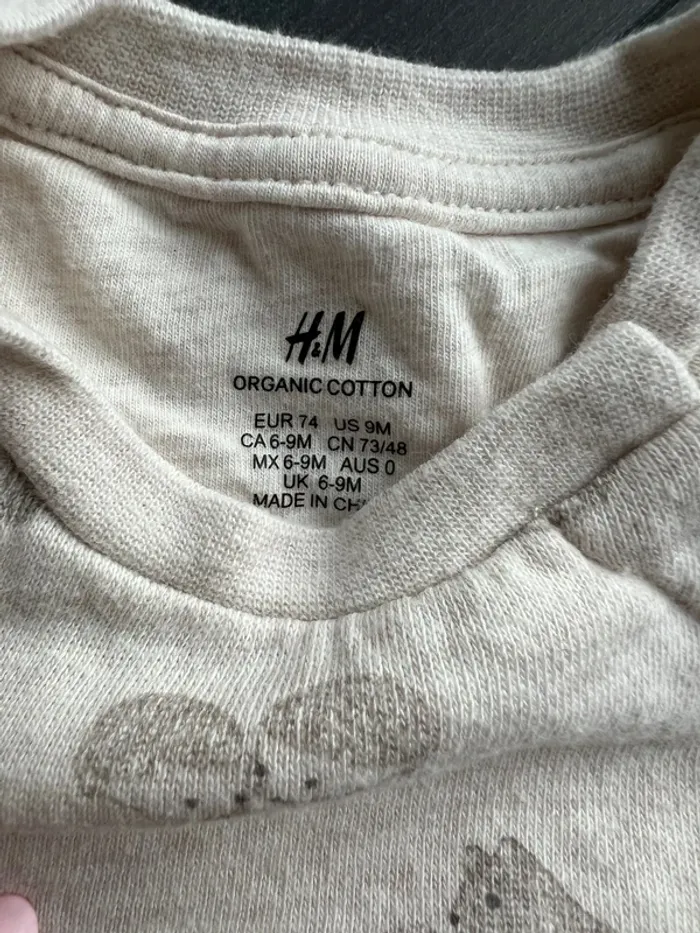 H&M
ORGANIC COTTON
EUR 74 US 9M
CA 6-9M CN 73/48
MX 6-9M AUS 0
UK 6-9M
MADE IN